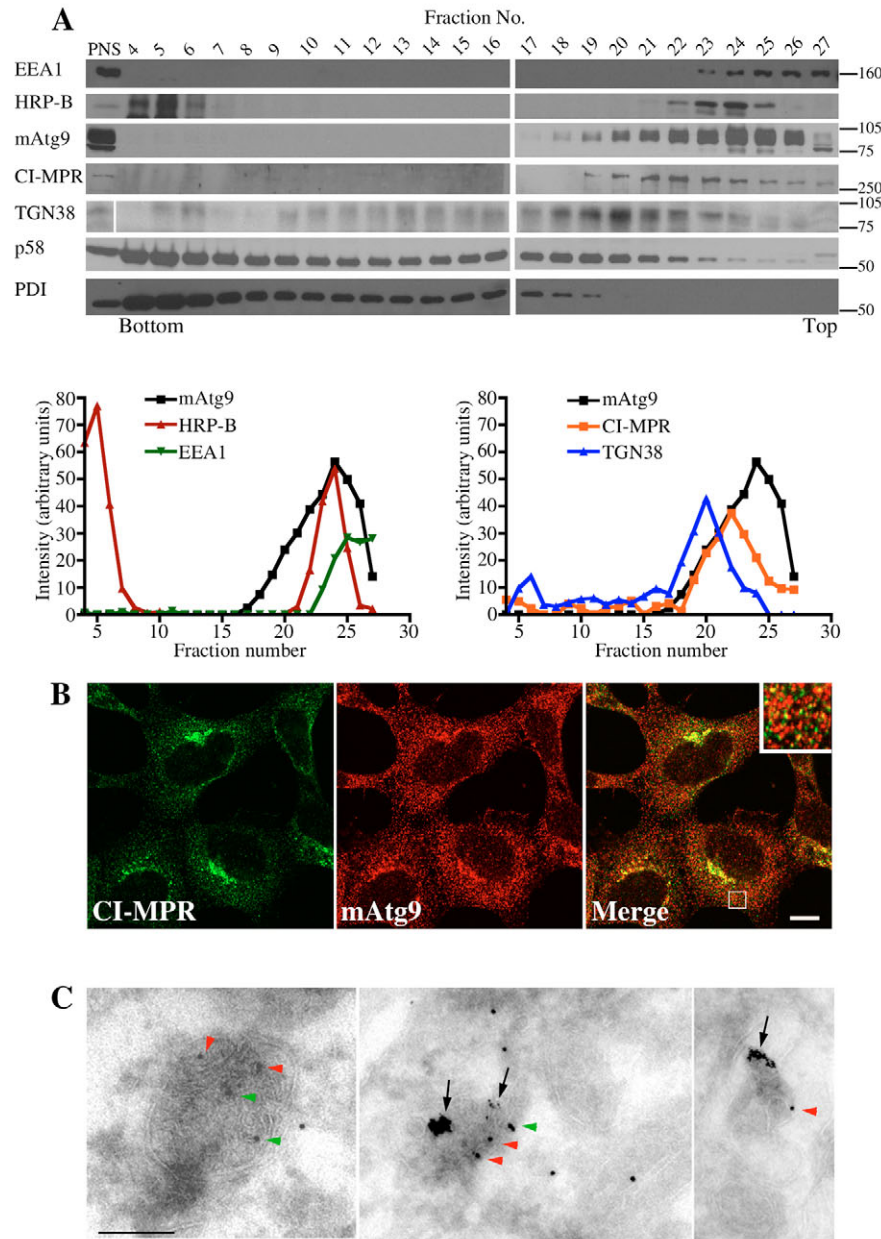 A
Fraction No.
PNS 4 5 6 7 8 9 10 11 12 13 14 15 16 17 18 19 20 21 22 23 24 25 26 27
EEA1
160
HRP-B
mAtg9
105
75
CI-MPR
250
TGN38
105
75
p58
50
PDI
50
Bottom
Top
Intensity (arbitrary units)
80
70
60
50
40
30
20
10
0
mAtg9
HRP-B
EEA1
5 10 15 20 25 30
Fraction number
Intensity (arbitrary units)
80
70
60
50
40
30
20
10
0
mAtg9
CI-MPR
TGN38
5 10 15 20 25 30
Fraction number
B
CI-MPR
mAtg9
Merge
C